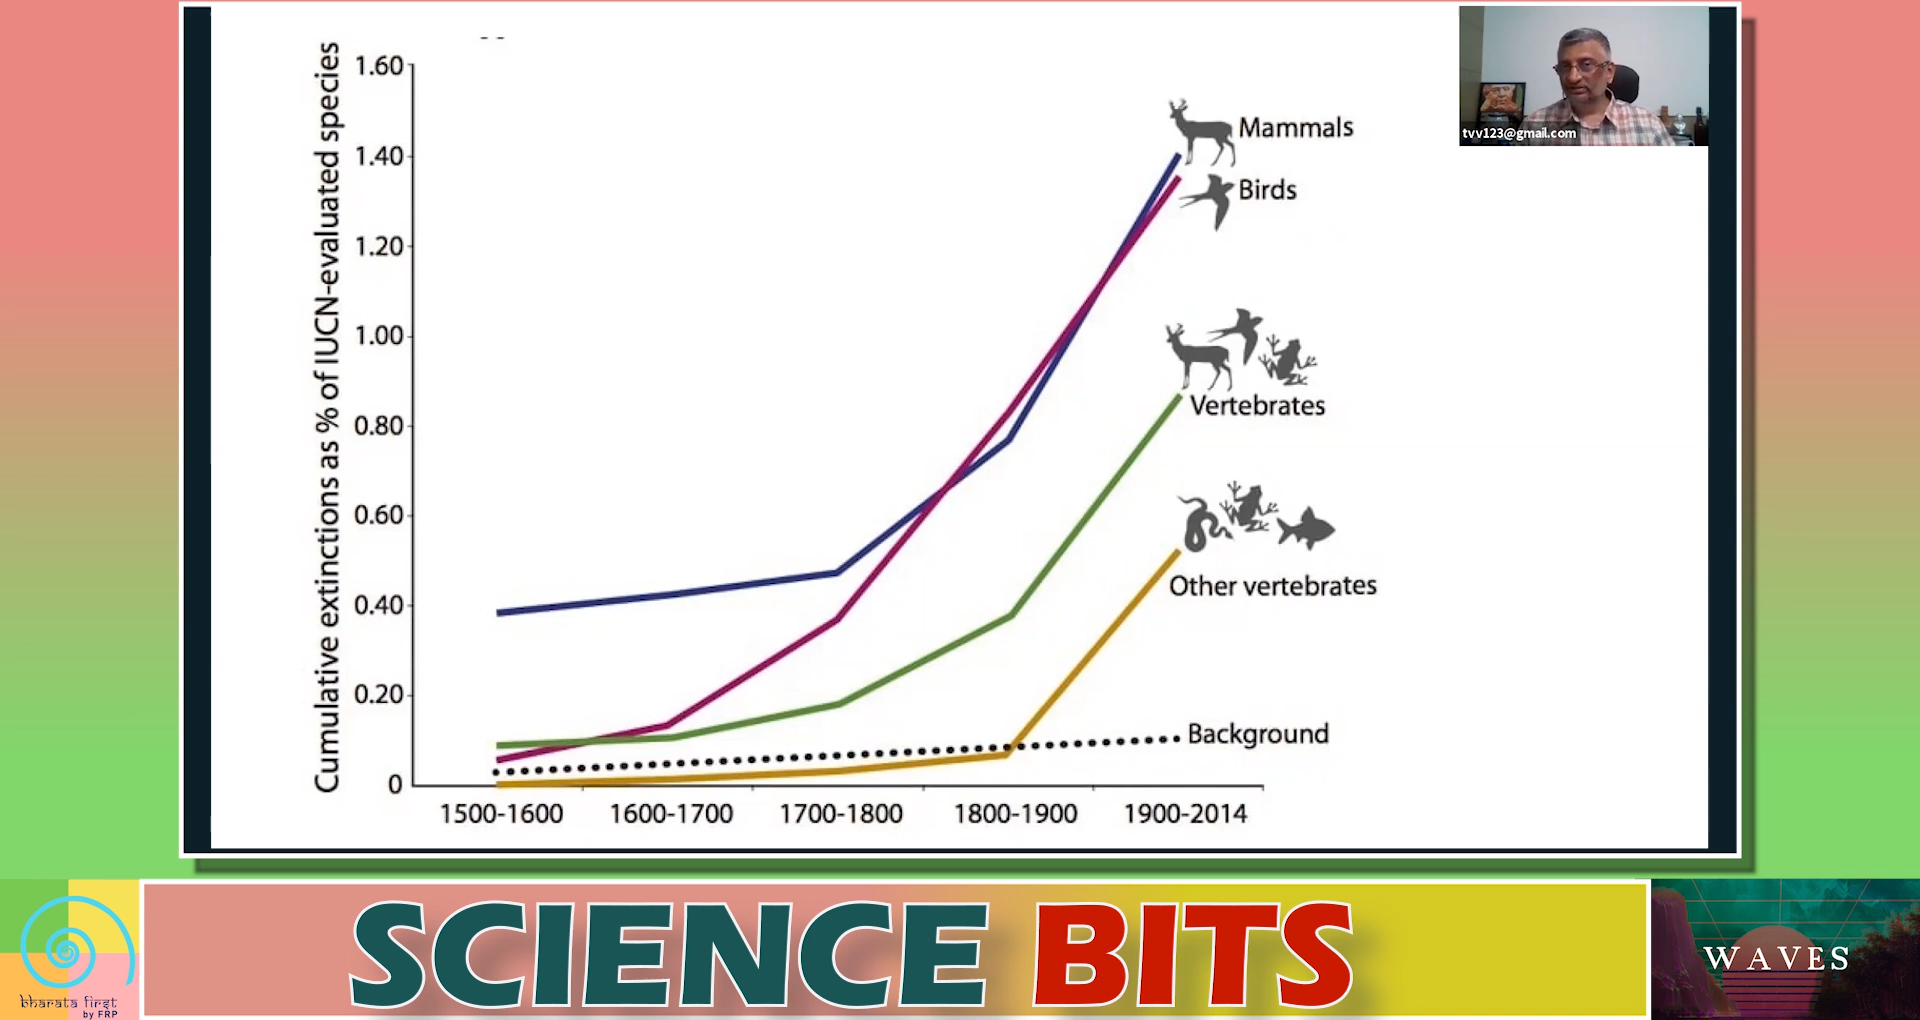 Cumulative extinctions as % of IUCN-evaluated species
1.60
1.40
1.20
1.00
0.80
0.60
0.40
0.20
0
1500-1600
1600-1700
1700-1800
1800-1900
1900-2014
Mammals
Birds
Vertebrates
Other vertebrates
Background
tvv123@gmail.com
SCIENCE BITS
bharata first
by FRP
WAVES